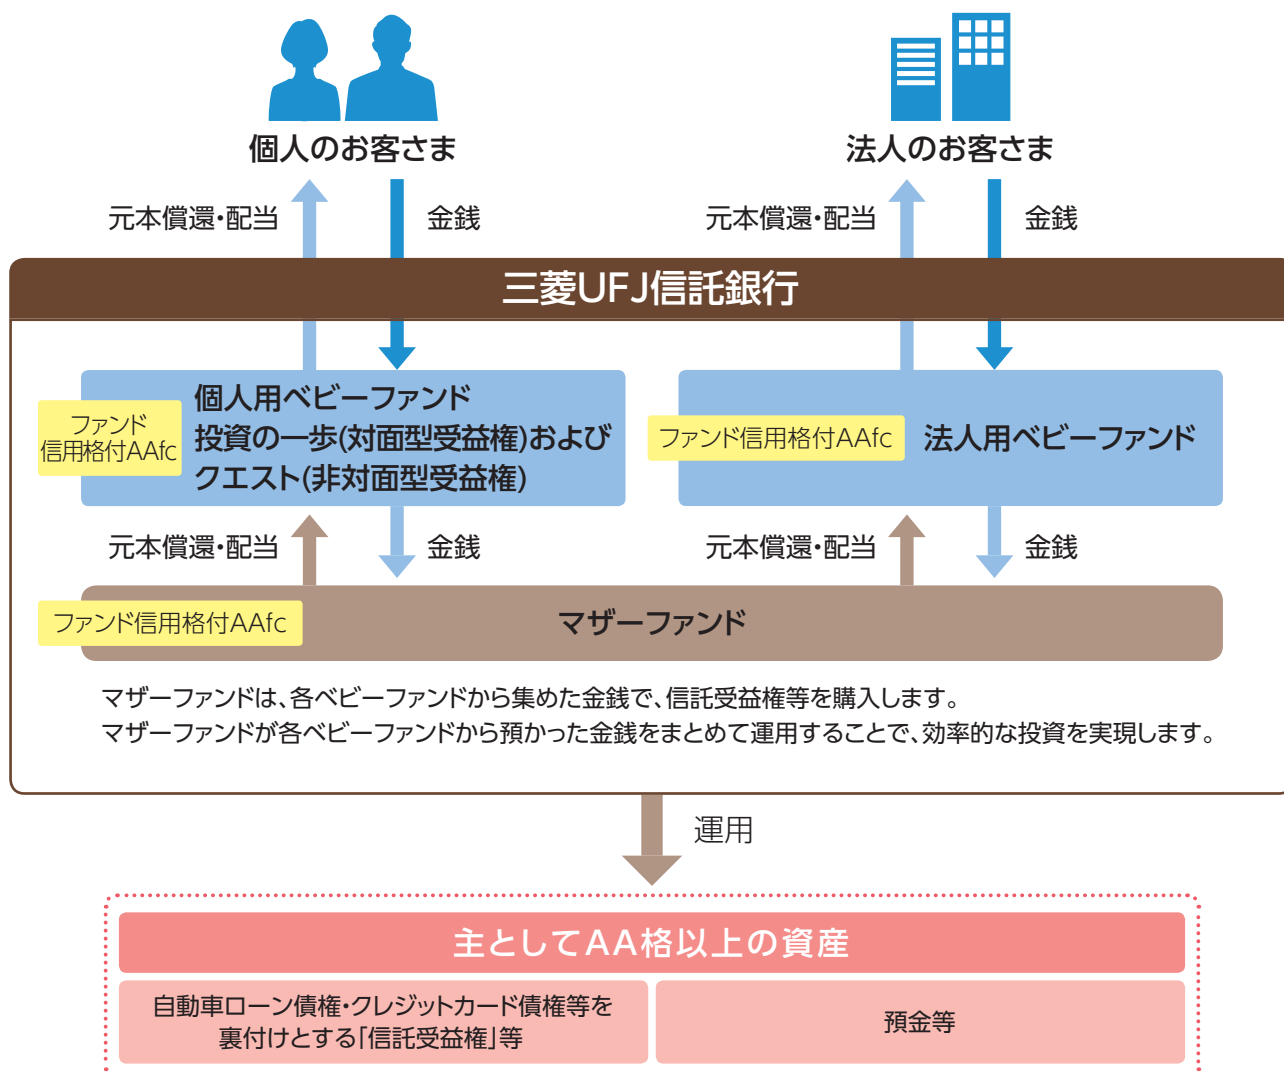 個人のお客さま
法人のお客さま
元本償還・配当
金銭
元本償還・配当
金銭
三菱UFJ信託銀行
ファンド
信用格付AAfc
個人用ベビーファンド
投資の一歩(対面型受益権)および
クエスト(非対面型受益権)
ファンド信用格付AAfc
法人用ベビーファンド
元本償還・配当
金銭
元本償還・配当
金銭
ファンド信用格付AAfc
マザーファンド
マザーファンドは、各ベビーファンドから集めた金銭で、信託受益権等を購入します。
マザーファンドが各ベビーファンドから預かった金銭をまとめて運用することで、効率的な投資を実現します。
運用
主としてAA格以上の資産
自動車ローン債権・クレジットカード債権等を
裏付けとする「信託受益権」等
預金等